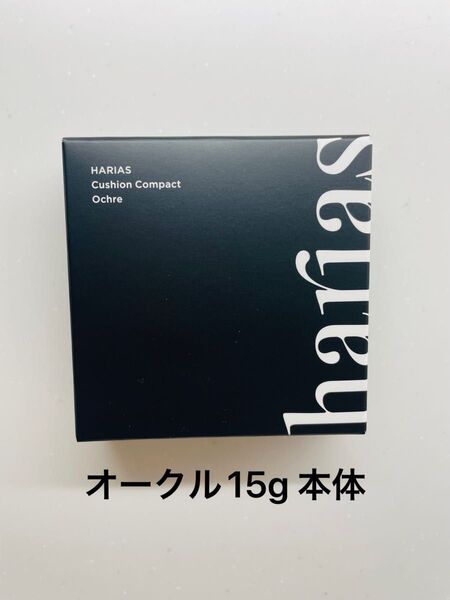 HARIAS
Cushion Compact
Ochre
harias
オークル15g 本体